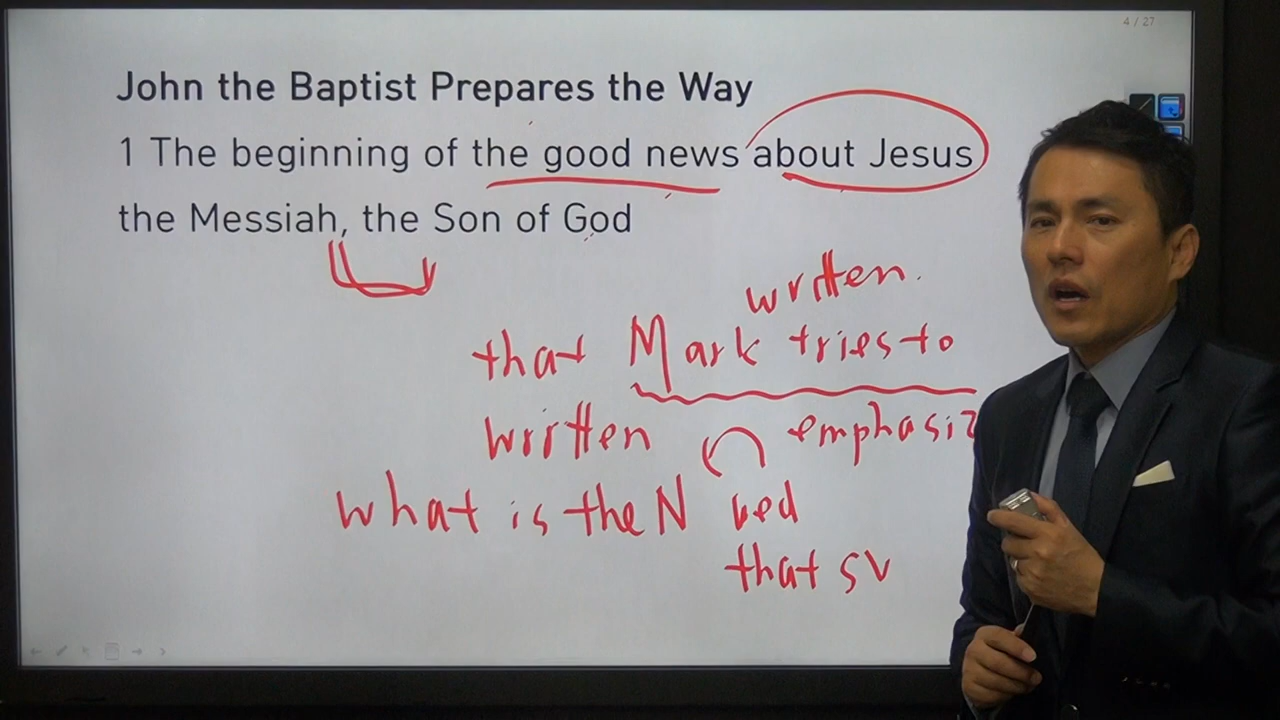 4 / 27
John the Baptist Prepares the Way
1 The beginning of the good news about Jesus
the Messiah, the Son of God
written.
that Mark tries to
written emphasiz
what is the N
that SV